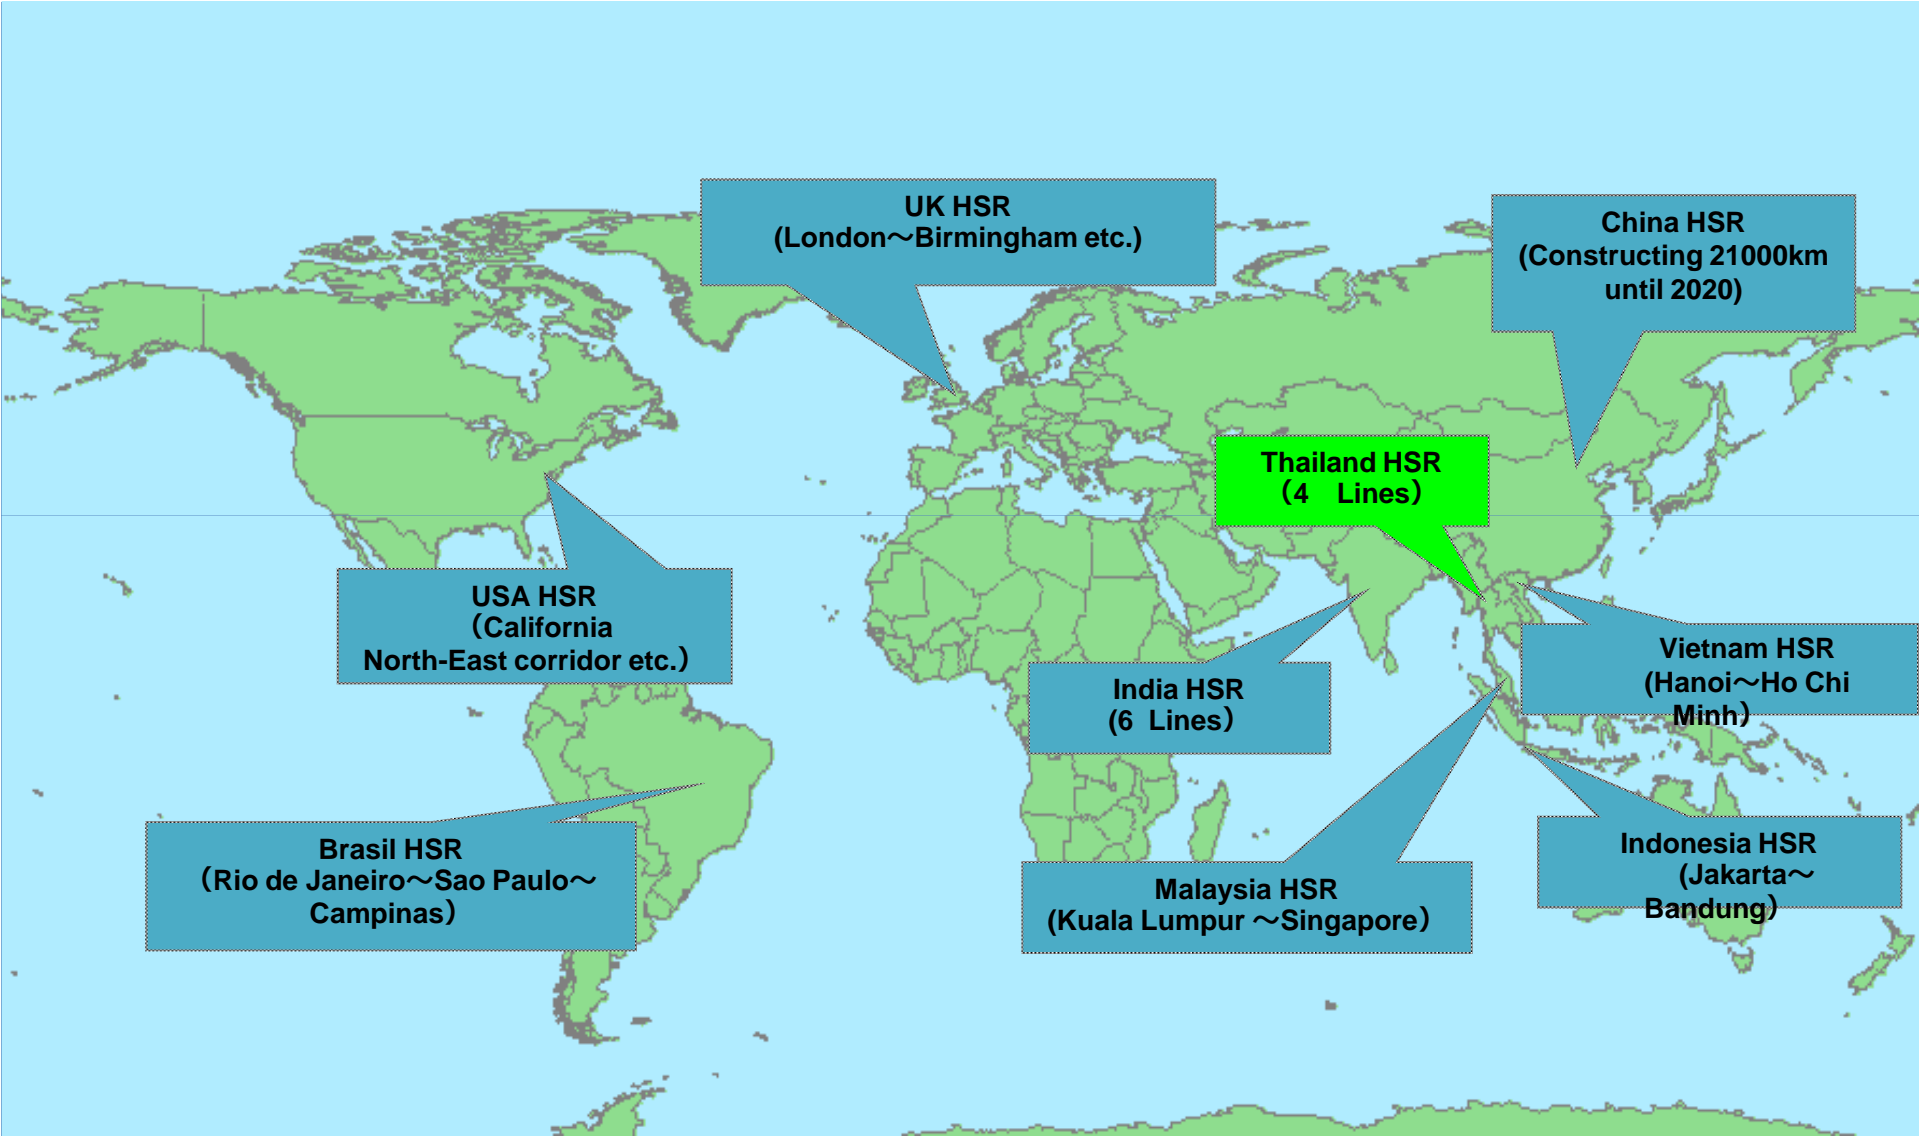 UK HSR
(London～Birmingham etc.)
China HSR
(Constructing 21000km
until 2020)
Thailand HSR
（4　Lines）
USA HSR
（California
North-East corridor etc.）
India HSR
(6 Lines）
Vietnam HSR
(Hanoi～Ho Chi
Minh）
Brasil HSR
（Rio de Janeiro～Sao Paulo～
Campinas）
Malaysia HSR
(Kuala Lumpur ～Singapore）
Indonesia HSR
(Jakarta～
Bandung）